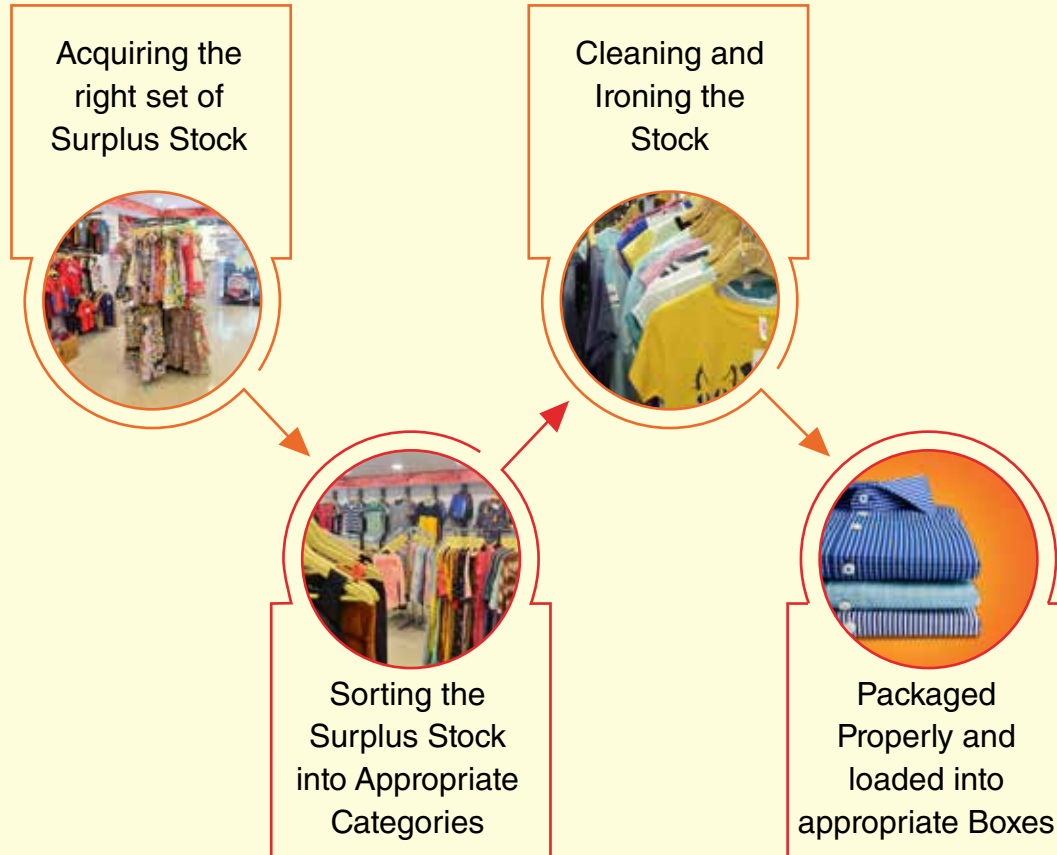 Acquiring the
right set of
Surplus Stock
Sorting the
Surplus Stock
into Appropriate
Categories
Cleaning and
Ironing the
Stock
Packaged
Properly and
loaded into
appropriate Boxes